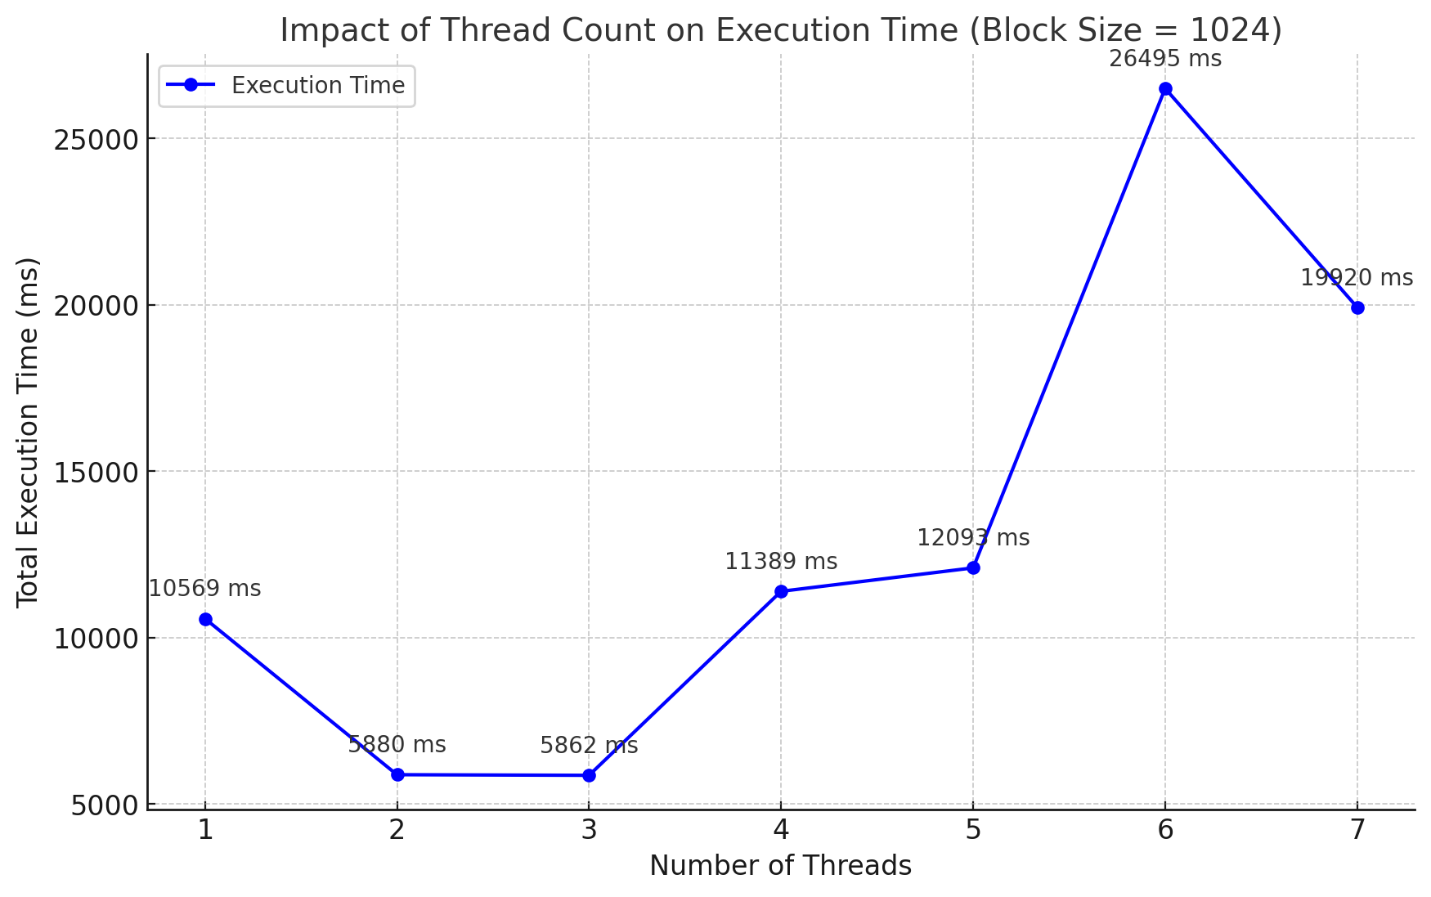 Impact of Thread Count on Execution Time (Block Size = 1024)
26495 ms
Execution Time
25000
19920 ms
20000
Total Execution Time (ms)
15000
12093 ms
11389 ms
10569 ms
10000
5880 ms
5862 ms
5000
1 2 3 4 5 6 7
Number of Threads